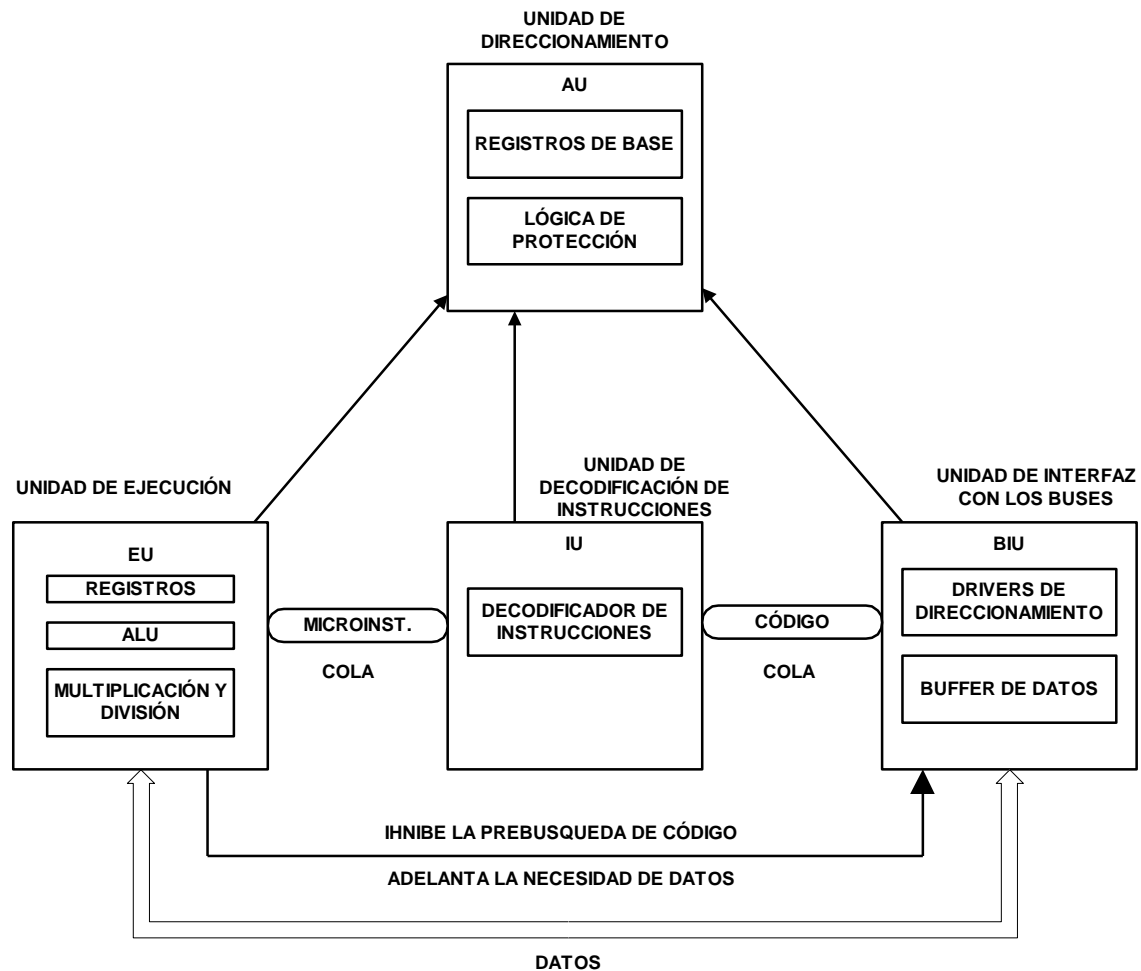 UNIDAD DE
DIRECCIONAMIENTO
AU
REGISTROS DE BASE
LÓGICA DE
PROTECCIÓN
UNIDAD DE EJECUCIÓN
EU
REGISTROS
ALU
MULTIPLICACIÓN Y
DIVISIÓN
MICROINST.
COLA
UNIDAD DE
DECODIFICACIÓN DE
INSTRUCCIONES
IU
DECODIFICADOR DE
INSTRUCCIONES
CÓDIGO
COLA
UNIDAD DE INTERFAZ
CON LOS BUSES
BIU
DRIVERS DE
DIRECCIONAMIENTO
BUFFER DE DATOS
IHNIBE LA PREBUSQUEDA DE CÓDIGO
ADELANTA LA NECESIDAD DE DATOS
DATOS